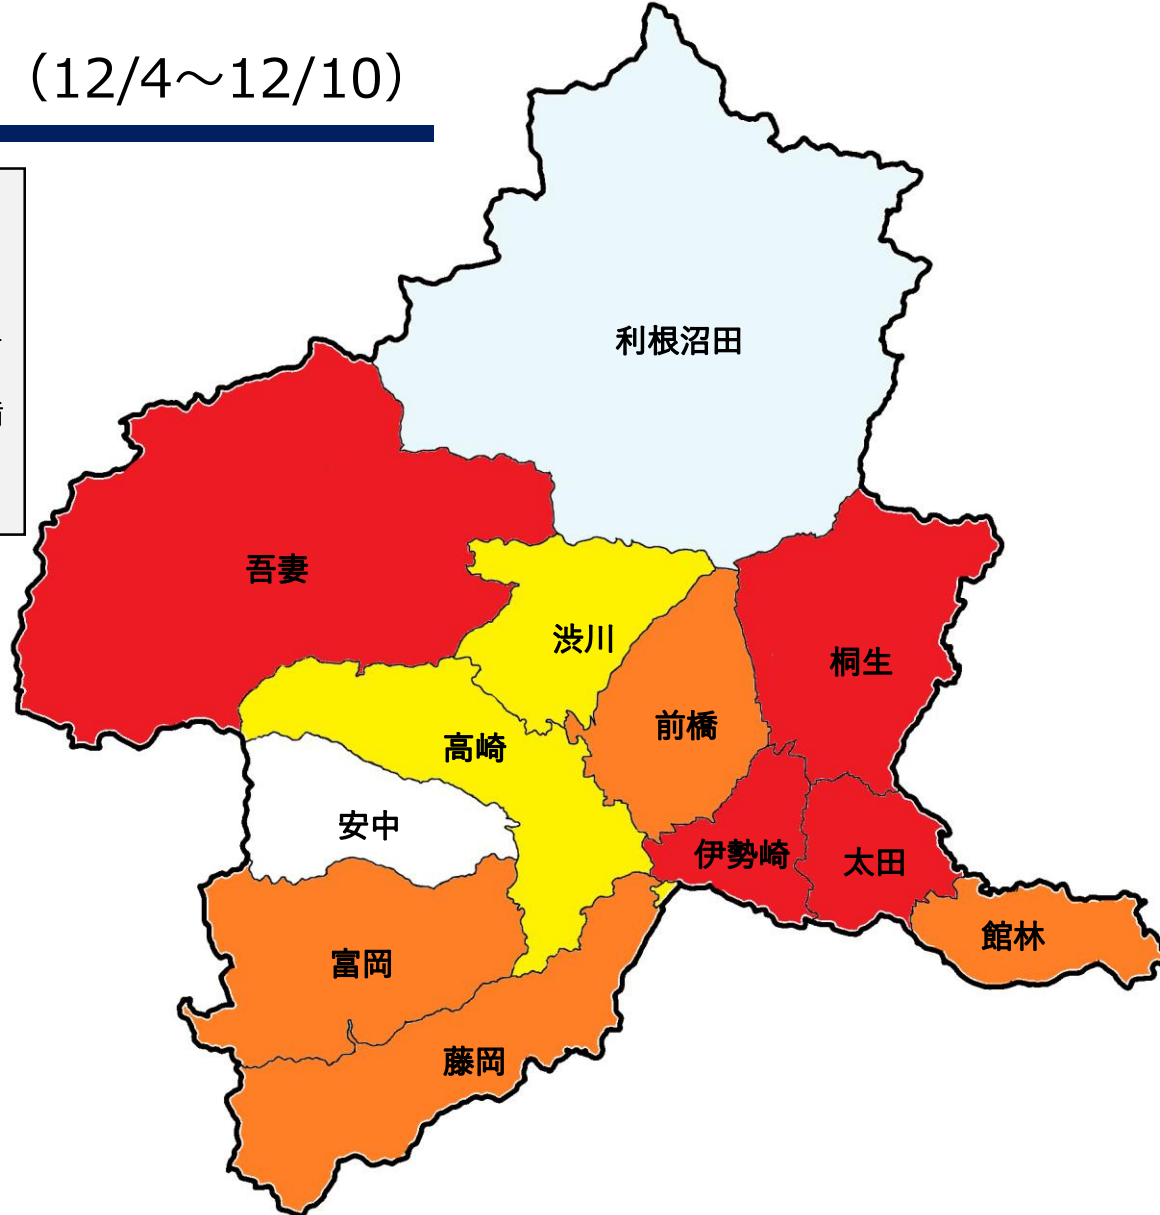 （12/4～12/10）
利根沼田
吾妻
渋川
桐生
前橋
高崎
安中
伊勢崎
太田
館林
富岡
藤岡